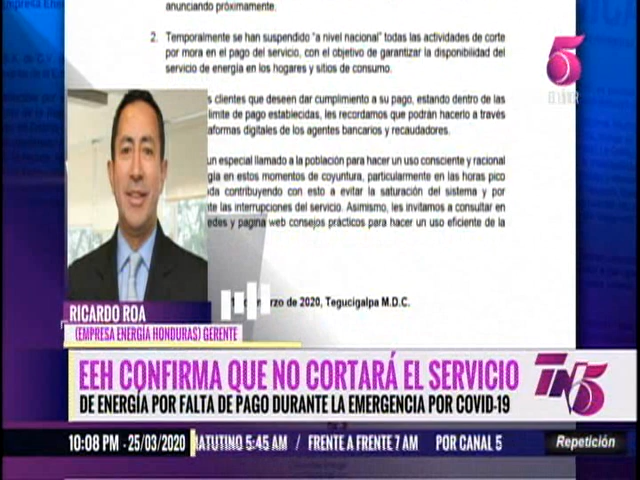 anunciando próximamente.
2. Temporalmente se han suspendido "a nivel nacional" todas las actividades de corte
por mora en el pago del servicio, con el objetivo de garantizar la disponibilidad del
servicio de energía en los hogares y sitios de consumo.
5
s clientes que deseen dar cumplimiento a su pago, estando dentro de las
límite de pago establecidas, les recordamos que podrán hacerlo a través
aformas digitales de los agentes bancarios y recaudadores.
un especial llamado a la población para hacer un uso consciente y racional
gía en estos momentos de coyuntura, particularmente en las horas pico
da contribuyendo con esto a evitar la saturación del sistema y por
te las interrupciones del servicio. Asimismo, les invitamos a consultar en
edes y pagina web consejos prácticos para hacer un uso eficiente de la
marzo de 2020, Tegucigalpa M.D.C.
RICARDO ROA
(EMPRESA ENERGÍA HONDURAS) GERENTE
EEH CONFIRMA QUE NO CORTARÁ EL SERVICIO
DE ENERGÍA POR FALTA DE PAGO DURANTE LA EMERGENCIA POR COVID-19
TN5
10:08 PM - 25/03/2020 MATUTINO 5:45 AM / FRENTE A FRENTE 7 AM POR CANAL 5 Repetición